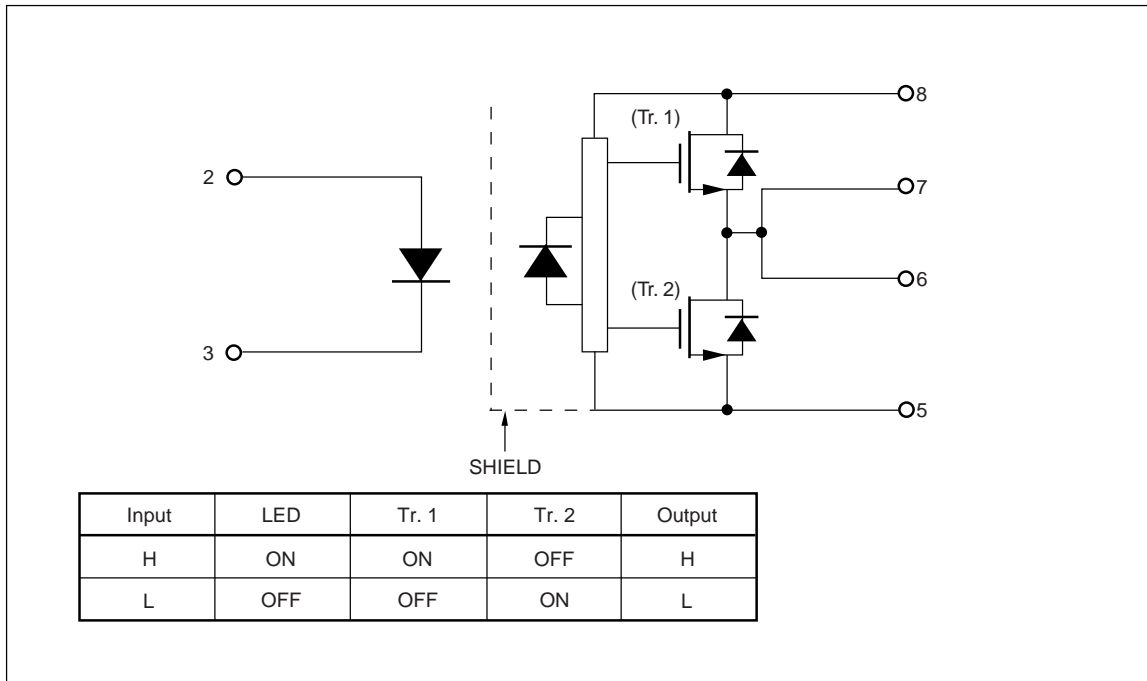 8
(Tr. 1)
2
7
6
(Tr. 2)
3
5
SHIELD
Input LED Tr. 1 Tr. 2 Output
H ON ON OFF H
L OFF OFF ON L